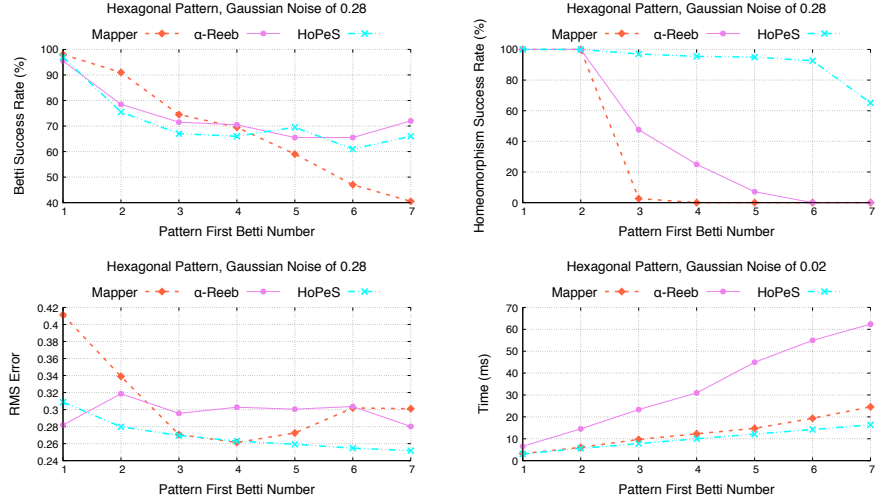 Hexagonal Pattern, Gaussian Noise of 0.28
Mapper α-Reeb HoPeS
Betti Success Rate (%)
100
90
80
70
60
50
40
1 2 3 4 5 6 7
Pattern First Betti Number
Hexagonal Pattern, Gaussian Noise of 0.28
Mapper α-Reeb HoPeS
Homeomorphism Success Rate (%)
100
80
60
40
20
0
1 2 3 4 5 6 7
Pattern First Betti Number
Hexagonal Pattern, Gaussian Noise of 0.28
Mapper α-Reeb HoPeS
RMS Error
0.42
0.4
0.38
0.36
0.34
0.32
0.3
0.28
0.26
0.24
1 2 3 4 5 6 7
Pattern First Betti Number
Hexagonal Pattern, Gaussian Noise of 0.02
Mapper α-Reeb HoPeS
Time (ms)
70
60
50
40
30
20
10
0
1 2 3 4 5 6 7
Pattern First Betti Number